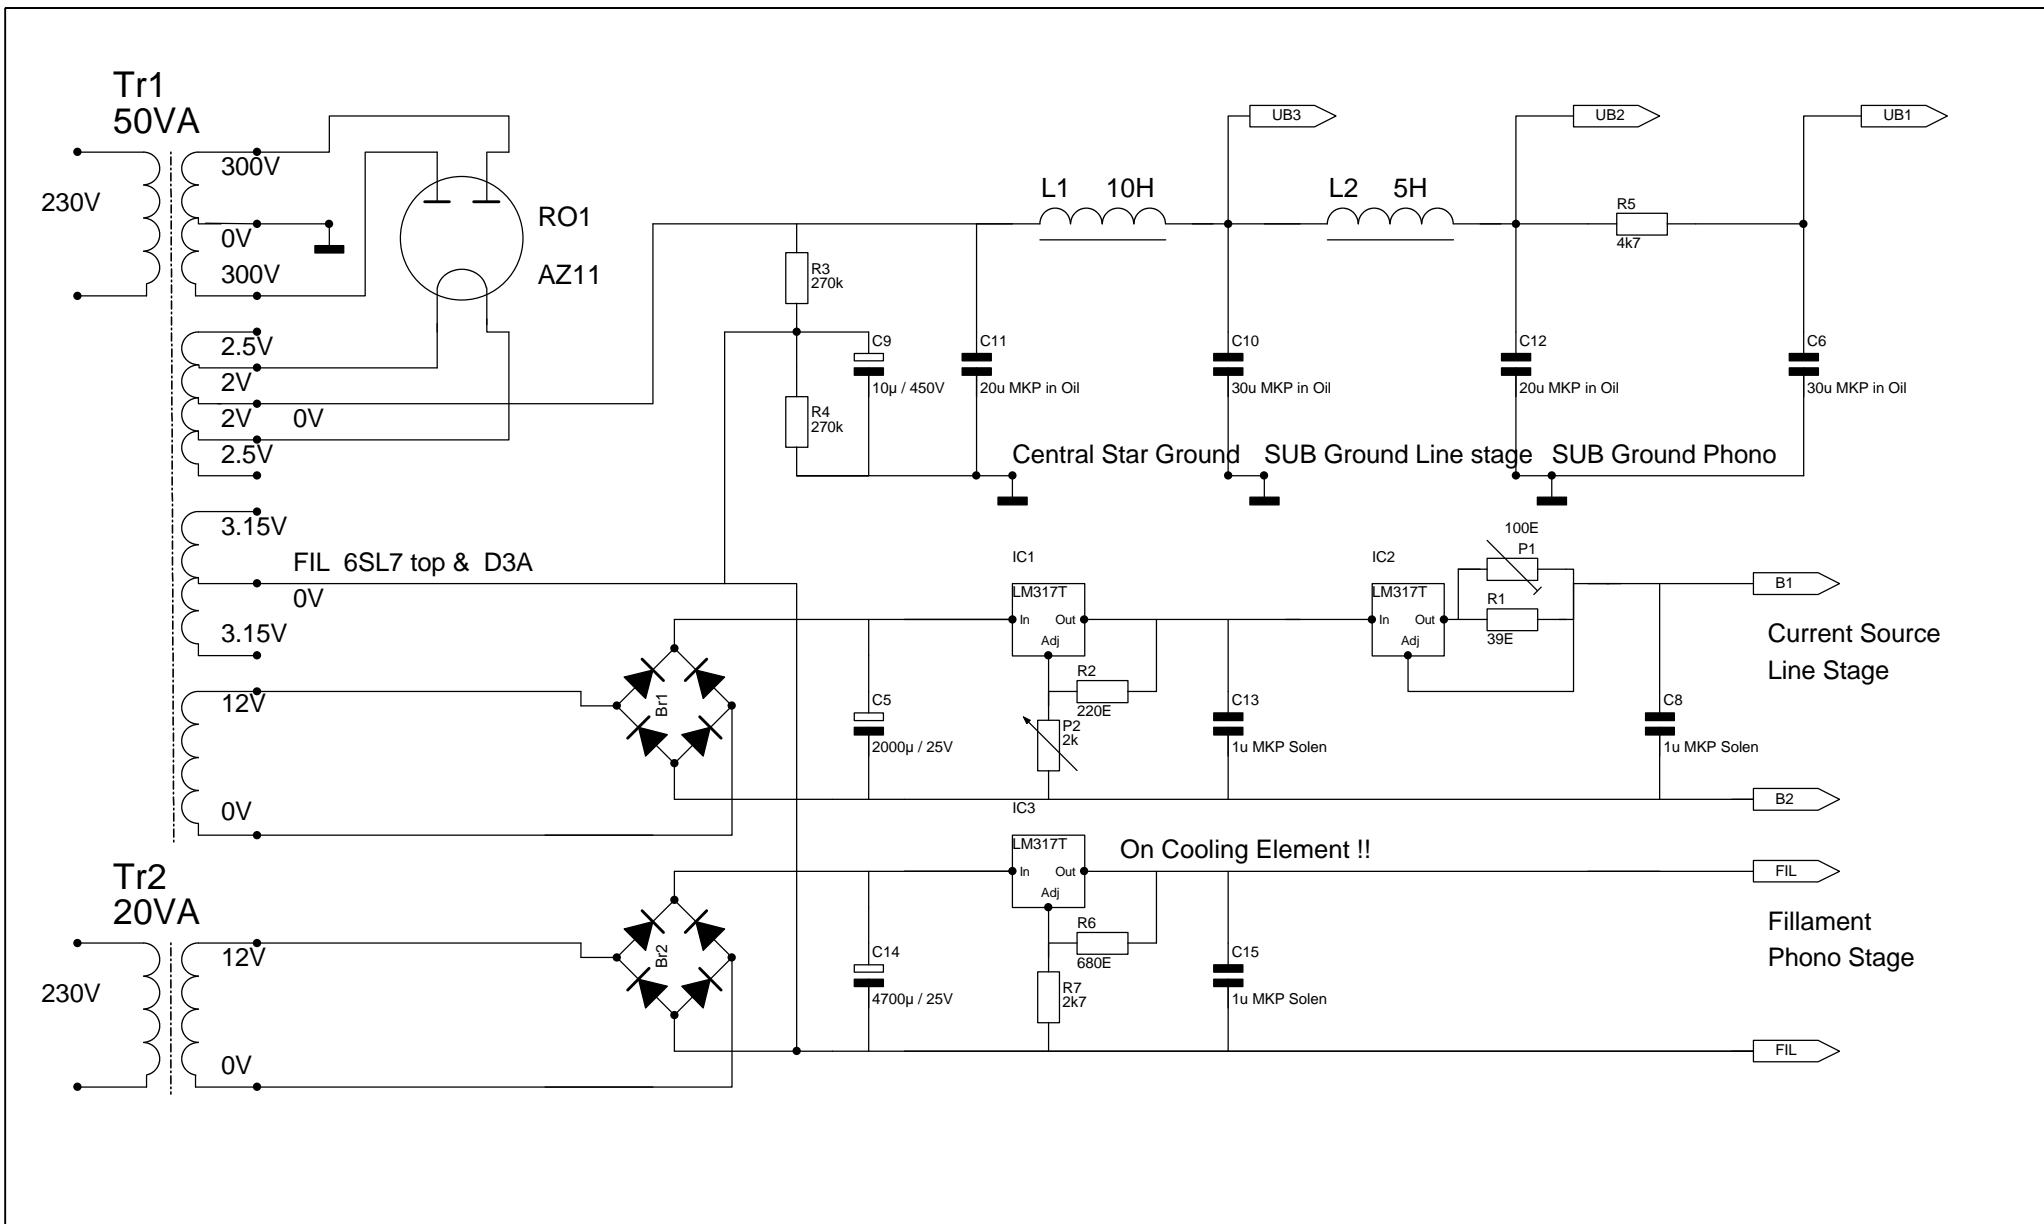 Tr1
50VA
230V
300V
0V
300V
RO1
AZ11
2.5V
2V
2V
0V
2.5V
3.15V
FIL 6SL7 top & D3A
0V
3.15V
12V
0V
Br1
UB3
UB2
UB1
L1 10H
L2 5H
R5
4k7
R3
270k
R4
270k
C9
10µ / 450V
C11
20u MKP in Oil
C10
30u MKP in Oil
C12
20u MKP in Oil
C6
30u MKP in Oil
Central Star Ground
SUB Ground Line stage
SUB Ground Phono
IC1
LM317T
In
Out
Adj
R2
220E
P2
2k
C5
2000µ / 25V
C13
1u MKP Solen
IC2
LM317T
In
Out
Adj
100E
P1
R1
39E
C8
1u MKP Solen
B1
Current Source
Line Stage
B2
Tr2
20VA
230V
12V
0V
Br2
C14
4700µ / 25V
IC3
LM317T
In
Out
Adj
On Cooling Element !!
R6
680E
R7
2k7
C15
1u MKP Solen
FIL
Fillament
Phono Stage
FIL